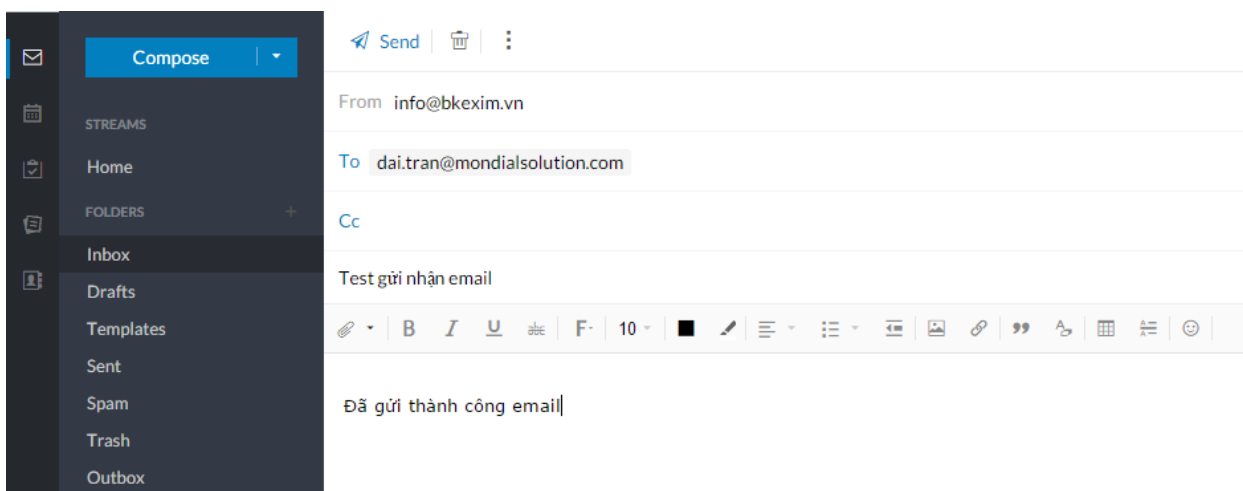 Compose
Send
From info@bkexim.vn
STREAMS
To dai.tran@mondialsolution.com
Home
FOLDERS +
Cc
Inbox
Test gửi nhận email
Drafts
Templates
B I U abc F 10
Sent
Spam
Đã gửi thành công email
Trash
Outbox